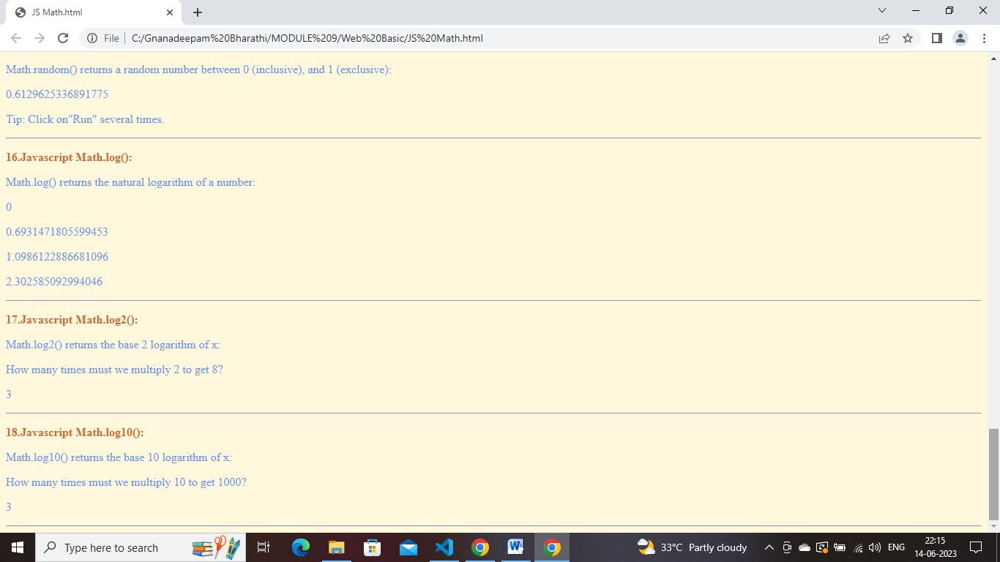 JS Math.html
File
C:/Gnanadeepam%20Bharathi/MODULE%209/Web%20Basic/JS%20Math.html
Math.random() returns a random number between 0 (inclusive), and 1 (exclusive):
0.6129625336891775
Tip: Click on"Run" several times.
16.Javascript Math.log():
Math.log() returns the natural logarithm of a number:
0
0.6931471805599453
1.0986122886681096
2.302585092994046
17.Javascript Math.log2():
Math.log2() returns the base 2 logarithm of x:
How many times must we multiply 2 to get 8?
3
18.Javascript Math.log10():
Math.log10() returns the base 10 logarithm of x:
How many times must we multiply 10 to get 1000?
3
Type here to search
33°C Partly cloudy
ENG
22:15
14-06-2023